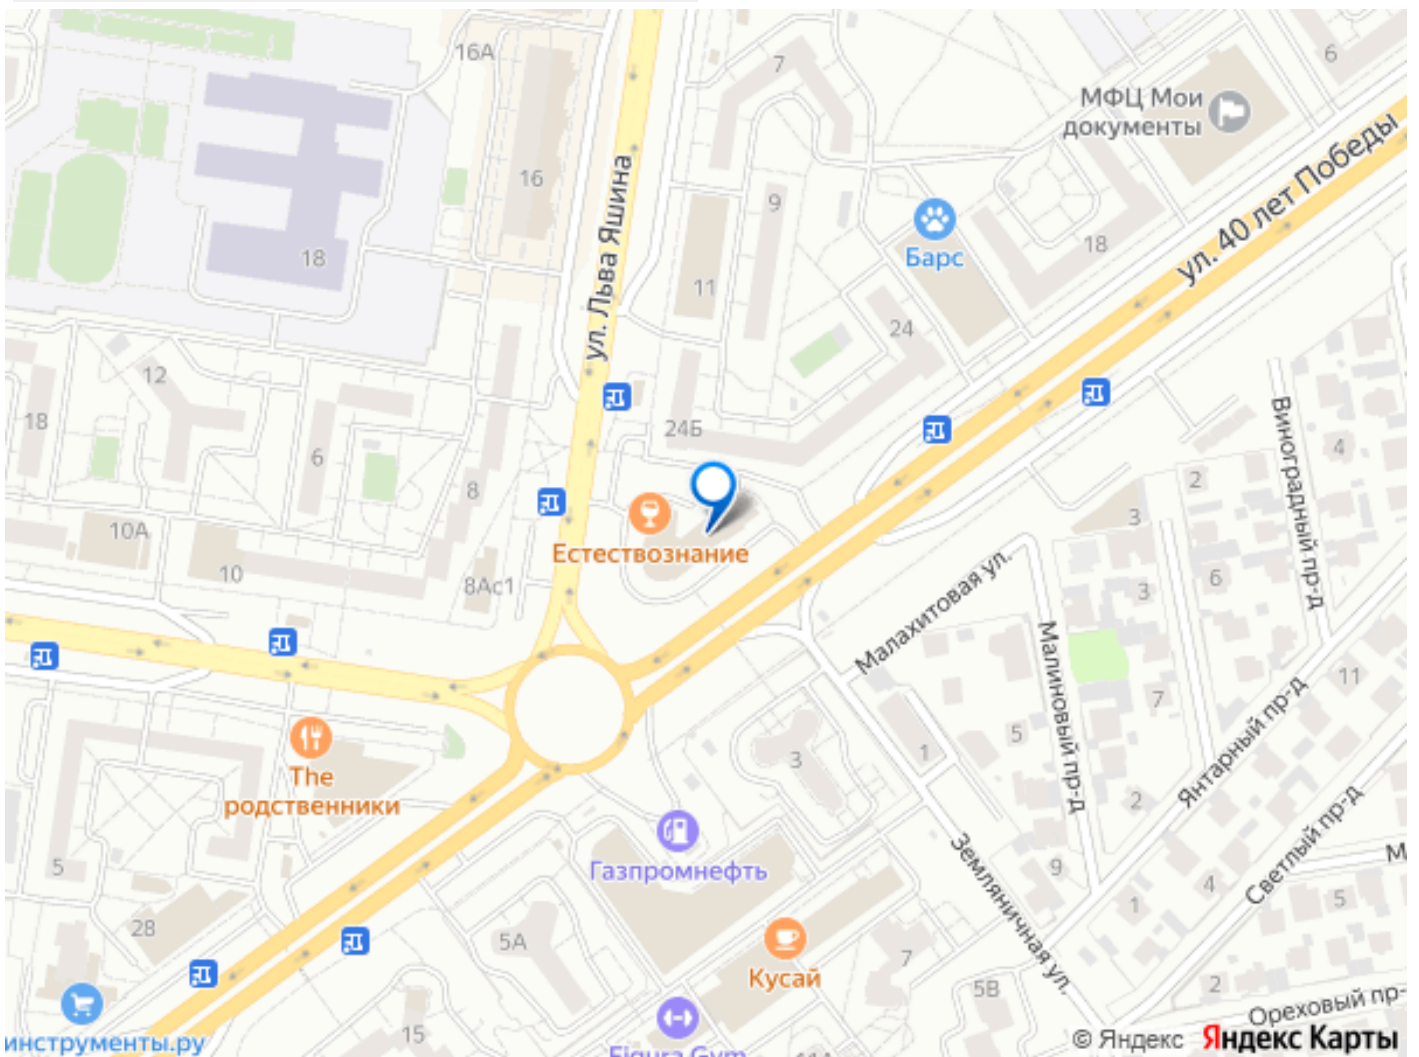 16А
7
6
МФЦ Мои
документы
16
ул. Льва Яшина
9
ул. 40 лет Победы
18
18
Барс
11
24
12
18
6
24Б
8
Виноградный пр-д
4
2
3
10А
Естествознание
10
8Ас1
Малахитовая ул.
3
6
Малиновый пр-д
11
7
5
1
3
Янтарный пр-д
The
родственники
2
Светлый пр-д
5
Газпромнефть
Земляничная ул.
9
4
1
5
М
28
5А
7
Кусай
5В
2
Ореховый пр-
15
инструменты.ру
Figura Gym
11А
© Яндекс Яндекс Карты